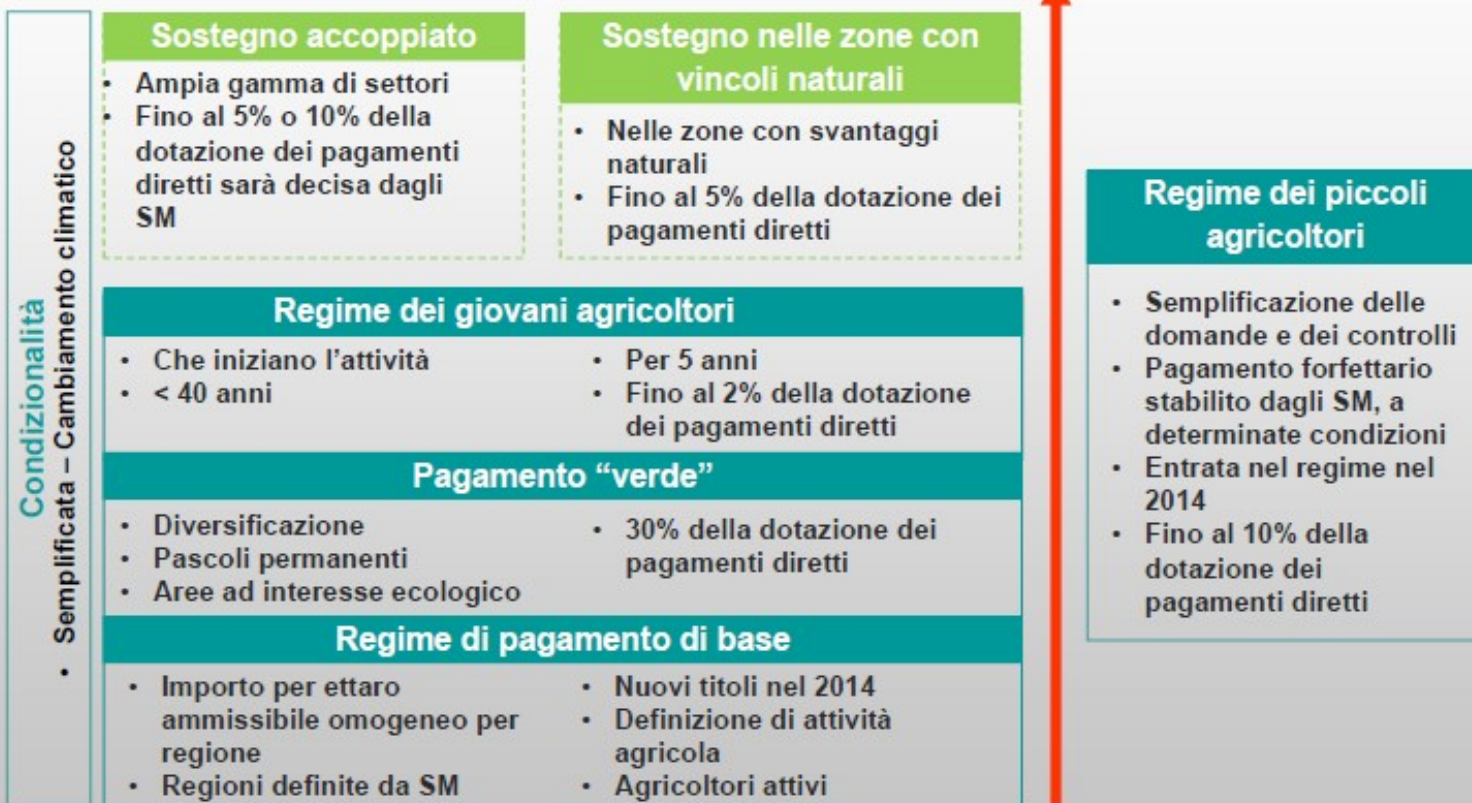 Condizionalità
• Semplificata – Cambiamento climatico
Sostegno accoppiato
• Ampia gamma di settori
• Fino al 5% o 10% della
dotazione dei pagamenti
diretti sarà decisa dagli
SM
Sostegno nelle zone con
vincoli naturali
• Nelle zone con svantaggi
naturali
• Fino al 5% della dotazione dei
pagamenti diretti
Regime dei giovani agricoltori
• Che iniziano l'attività
• < 40 anni
• Per 5 anni
• Fino al 2% della dotazione
dei pagamenti diretti
Pagamento “verde”
• Diversificazione
• Pascoli permanenti
• Aree ad interesse ecologico
• 30% della dotazione dei
pagamenti diretti
Regime di pagamento di base
• Importo per ettaro
ammissibile omogeneo per
regione
• Regioni definite da SM
• Nuovi titoli nel 2014
• Definizione di attività
agricola
• Agricoltori attivi
Regime dei piccoli
agricoltori
• Semplificazione delle
domande e dei controlli
• Pagamento forfettario
stabilito dagli SM, a
determinate condizioni
• Entrata nel regime nel
2014
• Fino al 10% della
dotazione dei
pagamenti diretti